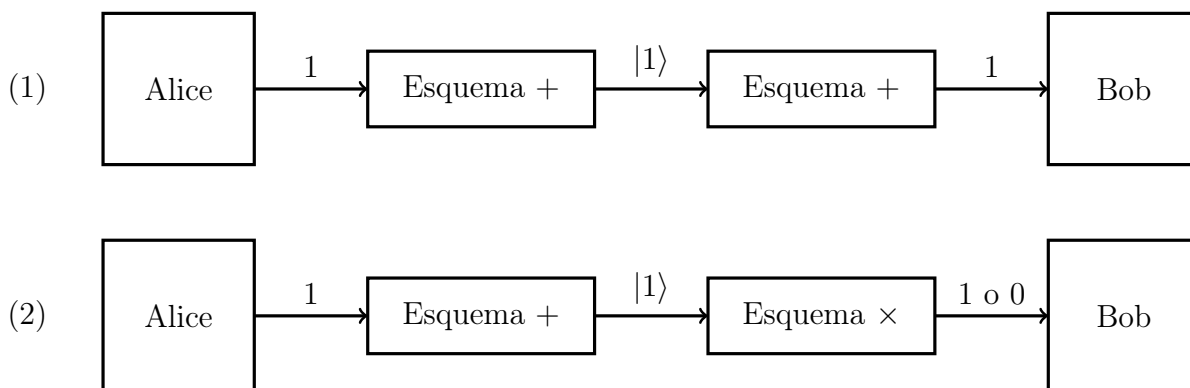 (1) Alice 1 Esquema + |1⟩ Esquema + 1 Bob
(2) Alice 1 Esquema + |1⟩ Esquema × 1 o 0 Bob